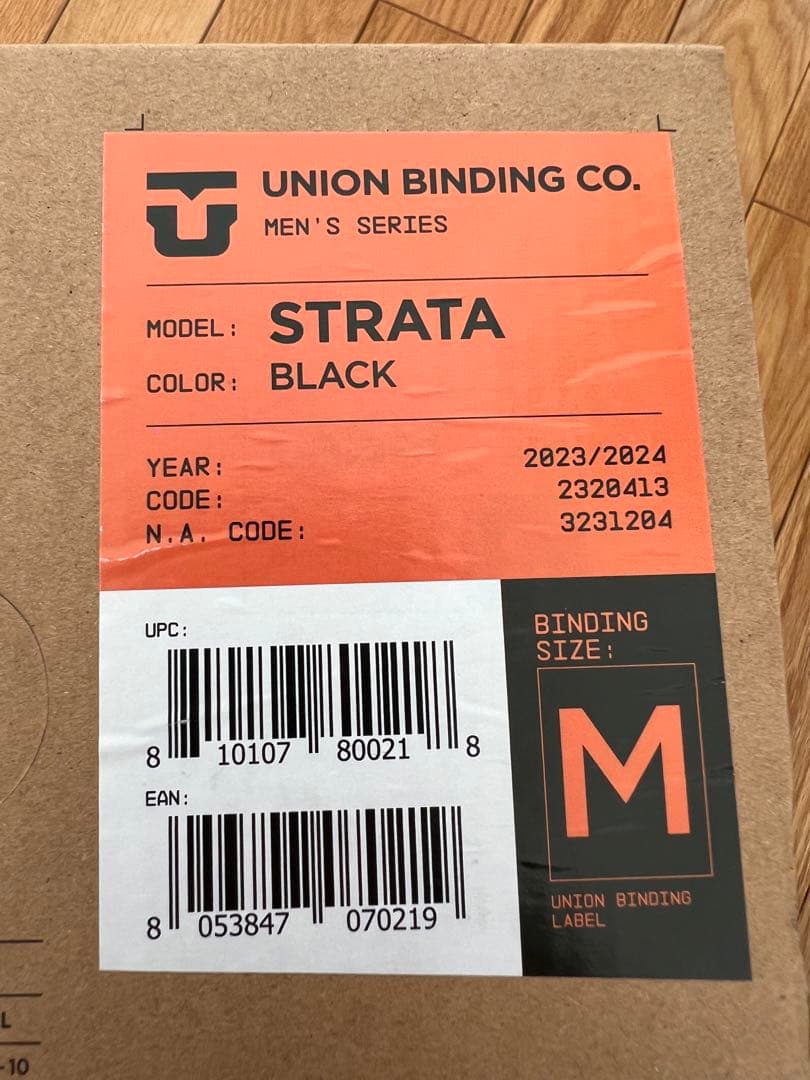 UNION BINDING CO.
MEN'S SERIES
MODEL: STRATA
COLOR: BLACK
YEAR: 2023/2024
CODE: 2320413
N.A. CODE: 3231204
UPC:
8 10107 80021 8
EAN:
8 053847 070219
BINDING
SIZE:
M
UNION BINDING
LABEL
L
-10